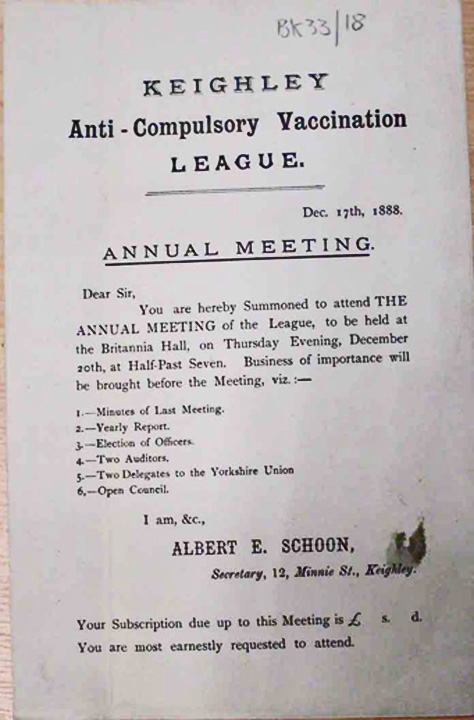 BK33/18
KEIGHLEY
Anti-Compulsory Vaccination
LEAGUE.
Dec. 17th, 1888.
ANNUAL MEETING.
Dear Sir,
You are hereby Summoned to attend THE
ANNUAL MEETING of the League, to be held at
the Britannia Hall, on Thursday Evening, December
20th, at Half-Past Seven. Business of importance will
be brought before the Meeting, viz.:—
1.—Minutes of Last Meeting.
2.—Yearly Report.
3.—Election of Officers.
4.—Two Auditors.
5.—Two Delegates to the Yorkshire Union
6.—Open Council.
I am, &c.,
ALBERT E. SCHOON,
Secretary, 12, Minnie St., Keighley.
Your Subscription due up to this Meeting is £ s. d.
You are most earnestly requested to attend.